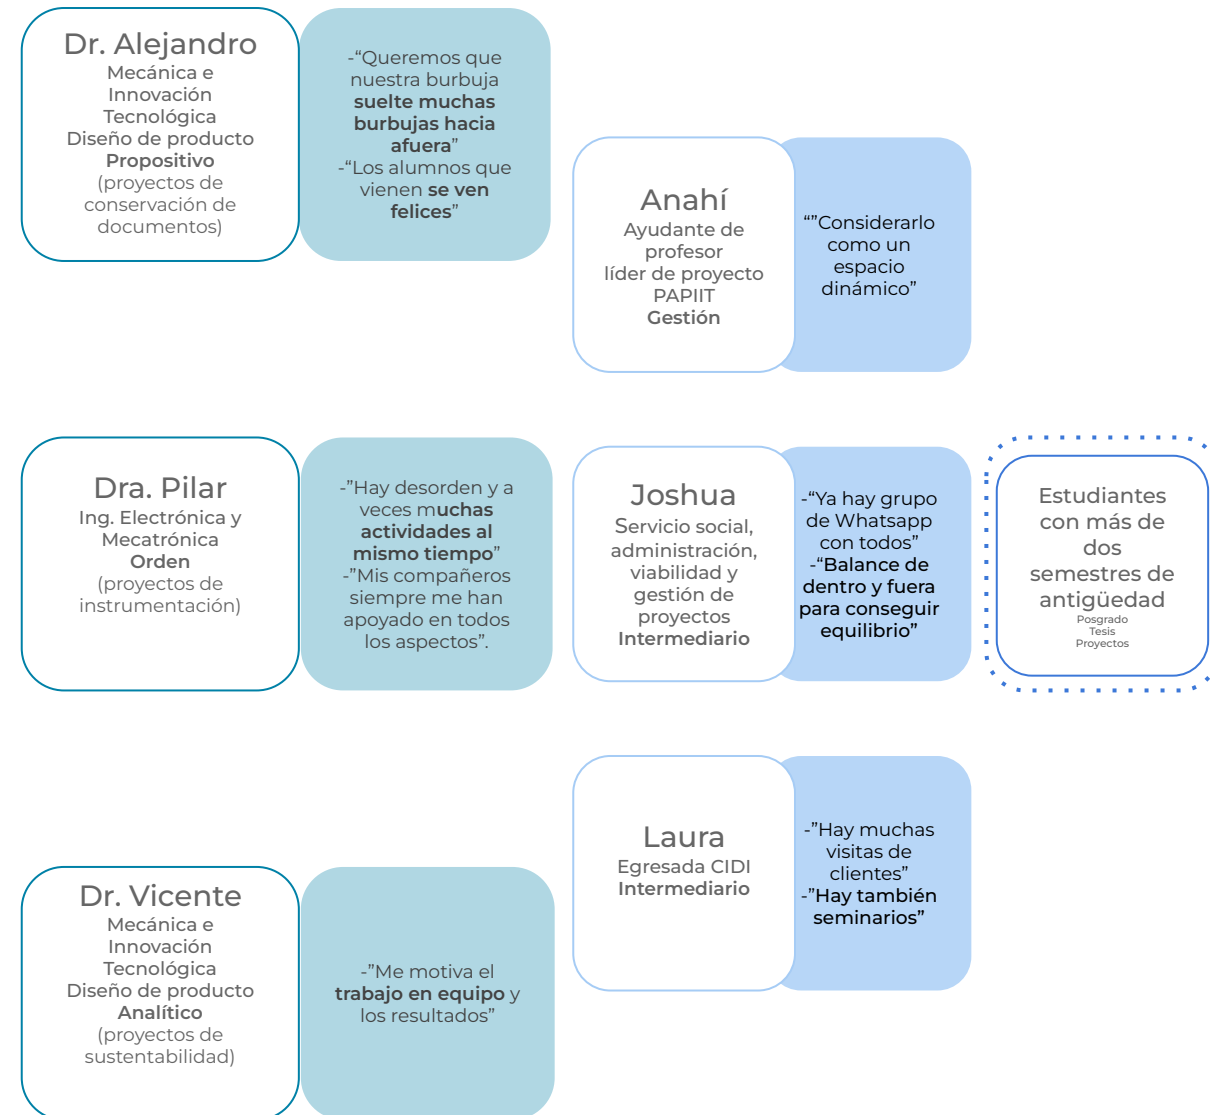 Dr. Alejandro
Mecánica e
Innovación
Tecnológica
Diseño de producto
Propositivo
(proyectos de
conservación de
documentos)
-“Queremos que
nuestra burbuja
suelte muchas
burbujas hacia
afuera”
-“Los alumnos que
vienen se ven
felices”
Anahí
Ayudante de
profesor
líder de proyecto
PAPIIT
Gestión
“”Considerarlo
como un
espacio
dinámico”
Dra. Pilar
Ing. Electrónica y
Mecatrónica
Orden
(proyectos de
instrumentación)
-”Hay desorden y a
veces muchas
actividades al
mismo tiempo”
-”Mis compañeros
siempre me han
apoyado en todos
los aspectos”.
Joshua
Servicio social,
administración,
viabilidad y
gestión de
proyectos
Intermediario
-“Ya hay grupo
de Whatsapp
con todos”
-“Balance de
dentro y fuera
para conseguir
equilibrio”
Estudiantes
con más de
dos
semestres de
antigüedad
Posgrado
Tesis
Proyectos
Dr. Vicente
Mecánica e
Innovación
Tecnológica
Diseño de producto
Analítico
(proyectos de
sustentabilidad)
-”Me motiva el
trabajo en equipo y
los resultados”
Laura
Egresada CIDI
Intermediario
-”Hay muchas
visitas de
clientes”
-”Hay también
seminarios”